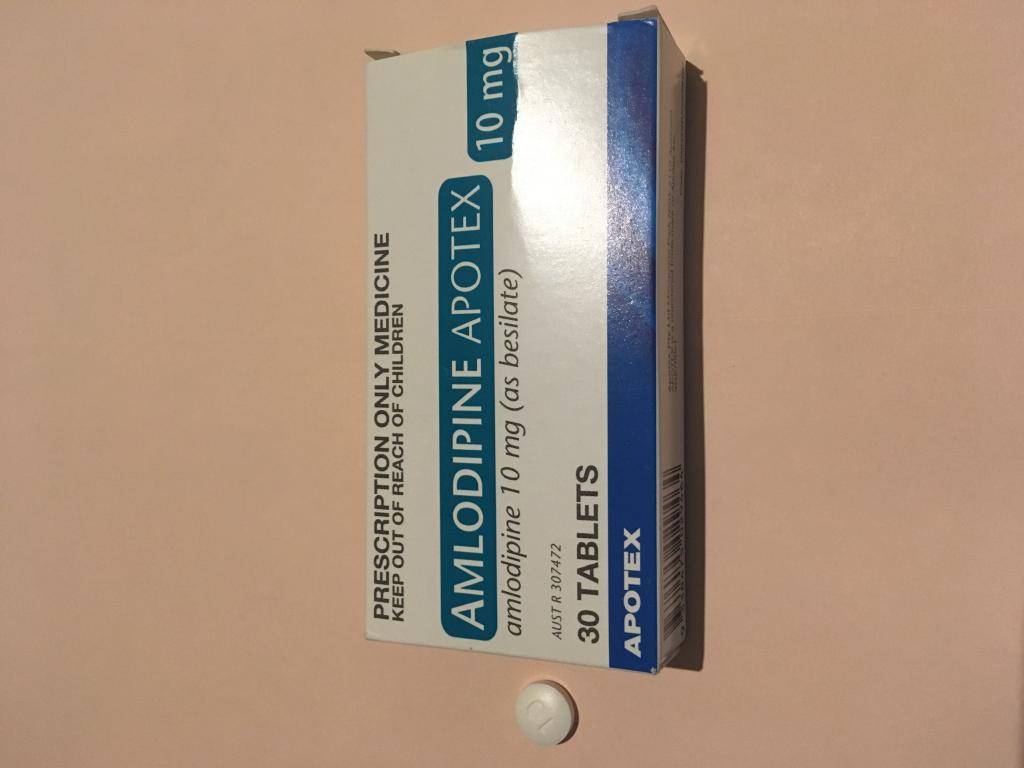 PRESCRIPTION ONLY MEDICINE
KEEP OUT OF REACH OF CHILDREN
AMLODIPINE APOTEX 10 mg
amlodipine 10 mg (as besilate)
AUST R 307472
30 TABLETS
APOTEX
10